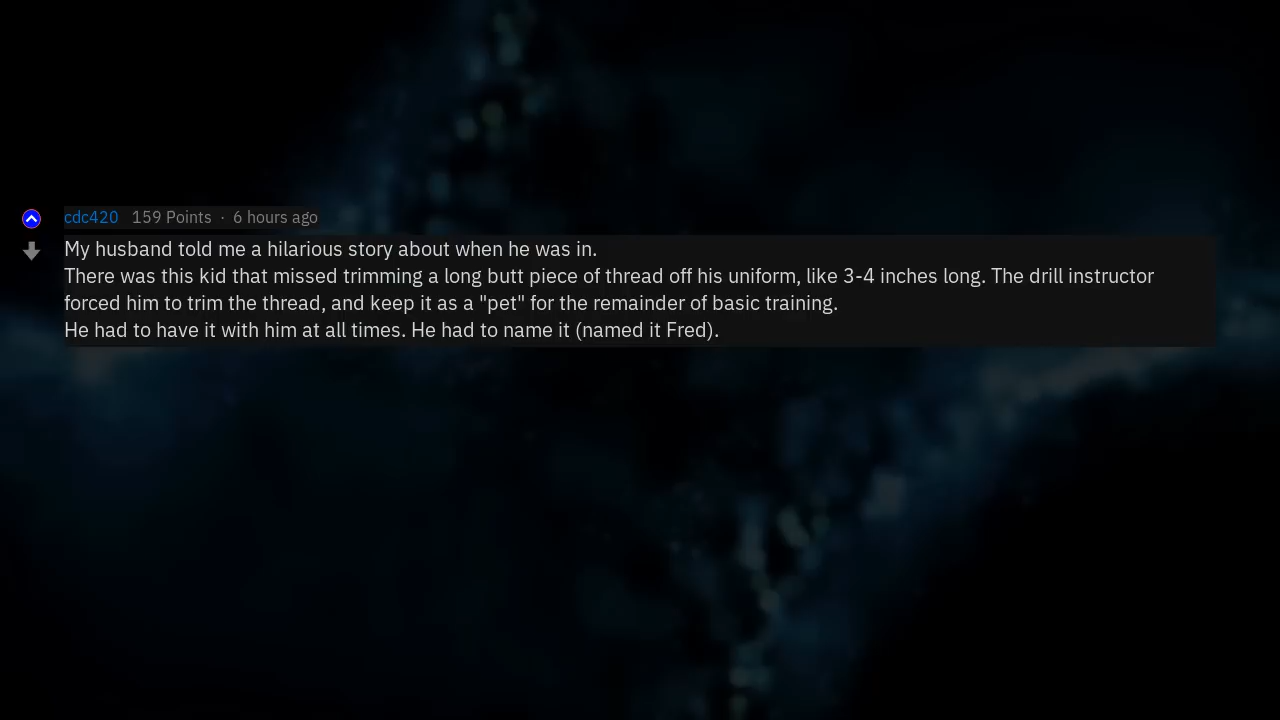 cdc420 159 Points · 6 hours ago
My husband told me a hilarious story about when he was in.
There was this kid that missed trimming a long butt piece of thread off his uniform, like 3-4 inches long. The drill instructor
forced him to trim the thread, and keep it as a "pet" for the remainder of basic training.
He had to have it with him at all times. He had to name it (named it Fred).